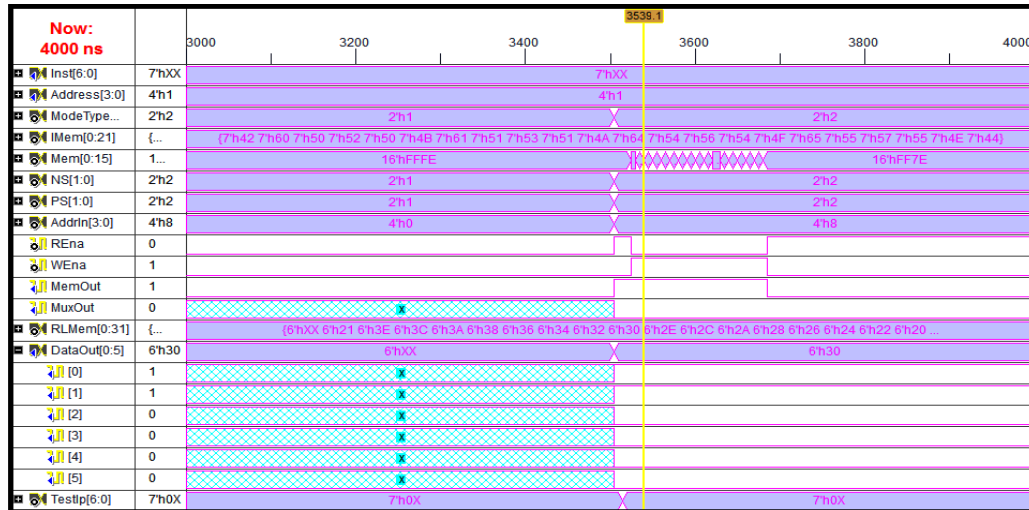 3539.1
Now:
4000 ns
3000 3200 3400 3600 3800 4000
Inst[6:0] 7'hXX 7'hXX
Address[3:0] 4'h1 4'h1
ModeType... 2'h2 2'h1 2'h2
IMem[0:21] {... {7'h42 7'h60 7'h50 7'h52 7'h50 7'h4B 7'h61 7'h51 7'h53 7'h51 7'h4A 7'h64 7'h54 7'h56 7'h54 7'h4F 7'h65 7'h55 7'h57 7'h55 7'h4E 7'h44}
Mem[0:15] 1... 16'hFFFE 16'hFF7E
NS[1:0] 2'h2 2'h1 2'h2
PS[1:0] 2'h2 2'h1 2'h2
AddrIn[3:0] 4'h8 4'h0 4'h8
REna 0
WEna 1
MemOut 1
MuxOut 0 X
RLMem[0:31] {... {6'hXX 6'h21 6'h3E 6'h3C 6'h3A 6'h38 6'h36 6'h34 6'h32 6'h30 6'h2E 6'h2C 6'h2A 6'h28 6'h26 6'h24 6'h22 6'h20 ...
DataOut[0:5] 6'h30 6'hXX 6'h30
[0] 1 X
[1] 1 X
[2] 0 X
[3] 0 X
[4] 0 X
[5] 0 X
TestIp[6:0] 7'h0X 7'h0X 7'h0X